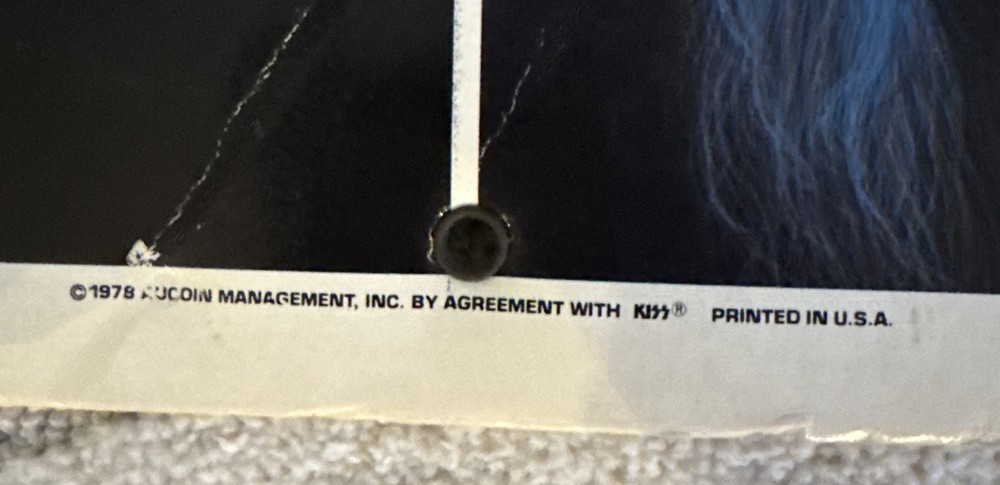 ©1978 AUCOIN MANAGEMENT, INC. BY AGREEMENT WITH KISS® PRINTED IN U.S.A.